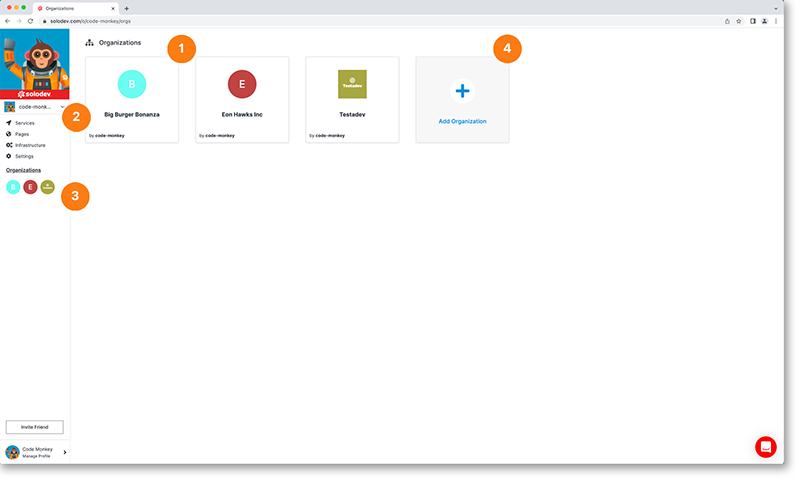 Organizations
solodev.com/o/code-monkey/orgs
solodev
code-monk...
Services
Pages
Infrastructure
Settings
Organizations
B
E
Testadev
Invite Friend
Code Monkey
Manage Profile
Organizations
1
2
3
4
B
Big Burger Bonanza
by code-monkey
E
Eon Hawks Inc
by code-monkey
Testadev
Testadev
by code-monkey
Add Organization